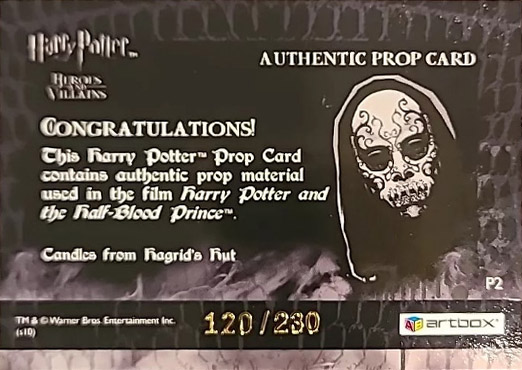 Harry Potter™
AUTHENTIC PROP CARD
HEROES
AND
VILLAINS
CONGRATULATIONS!
This Harry Potter™ Prop Card
contains authentic prop material
used in the film Harry Potter and
the Half-Blood Prince™.
Candles from Hagrid's Hut
P2
TM & © Warner Bros. Entertainment Inc.
(s10)
120/230
artbox